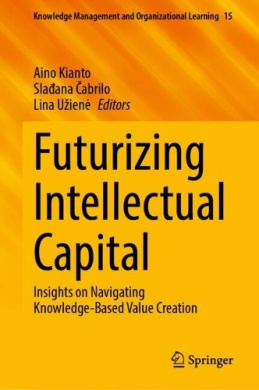 Knowledge Management and Organizational Learning 15
Aino Kianto
Slađana Čabrilo
Lina Užienė Editors
Futurizing
Intellectual
Capital
Insights on Navigating
Knowledge-Based Value Creation
Springer